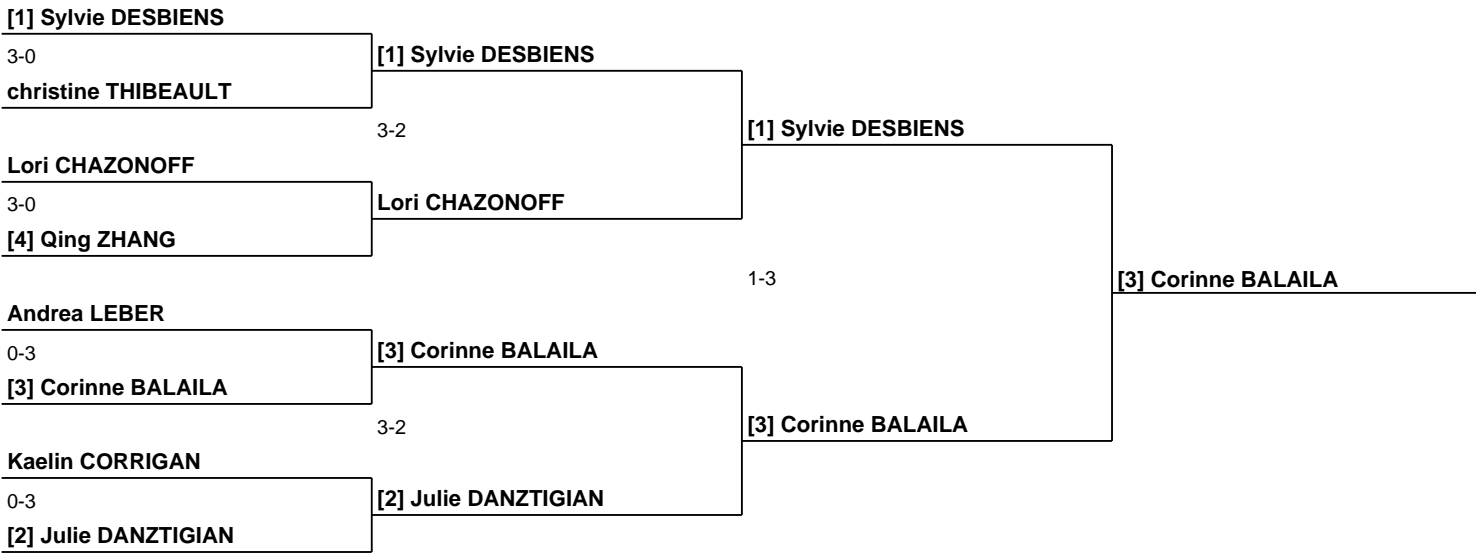 [1] Sylvie DESBIENS
3-0
[1] Sylvie DESBIENS
christine THIBEAULT
3-2
[1] Sylvie DESBIENS
Lori CHAZONOFF
3-0
Lori CHAZONOFF
[4] Qing ZHANG
1-3
[3] Corinne BALAILA
Andrea LEBER
0-3
[3] Corinne BALAILA
[3] Corinne BALAILA
3-2
[3] Corinne BALAILA
Kaelin CORRIGAN
0-3
[2] Julie DANZTIGIAN
[2] Julie DANZTIGIAN